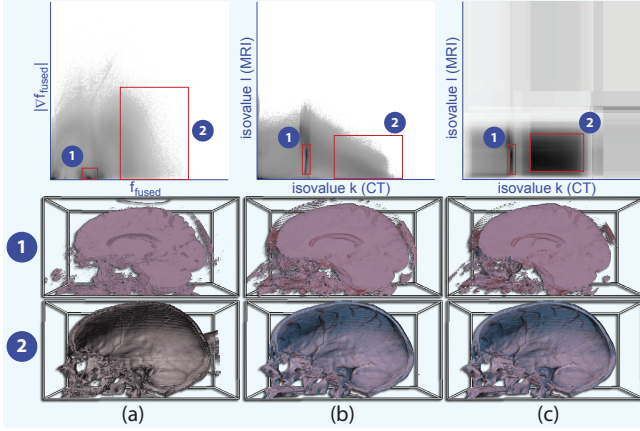 |∇f_fused|
1
2
f_fused
isovalue l (MRI)
1
2
isovalue k (CT)
isovalue l (MRI)
1
2
isovalue k (CT)
1
2
(a)
(b)
(c)